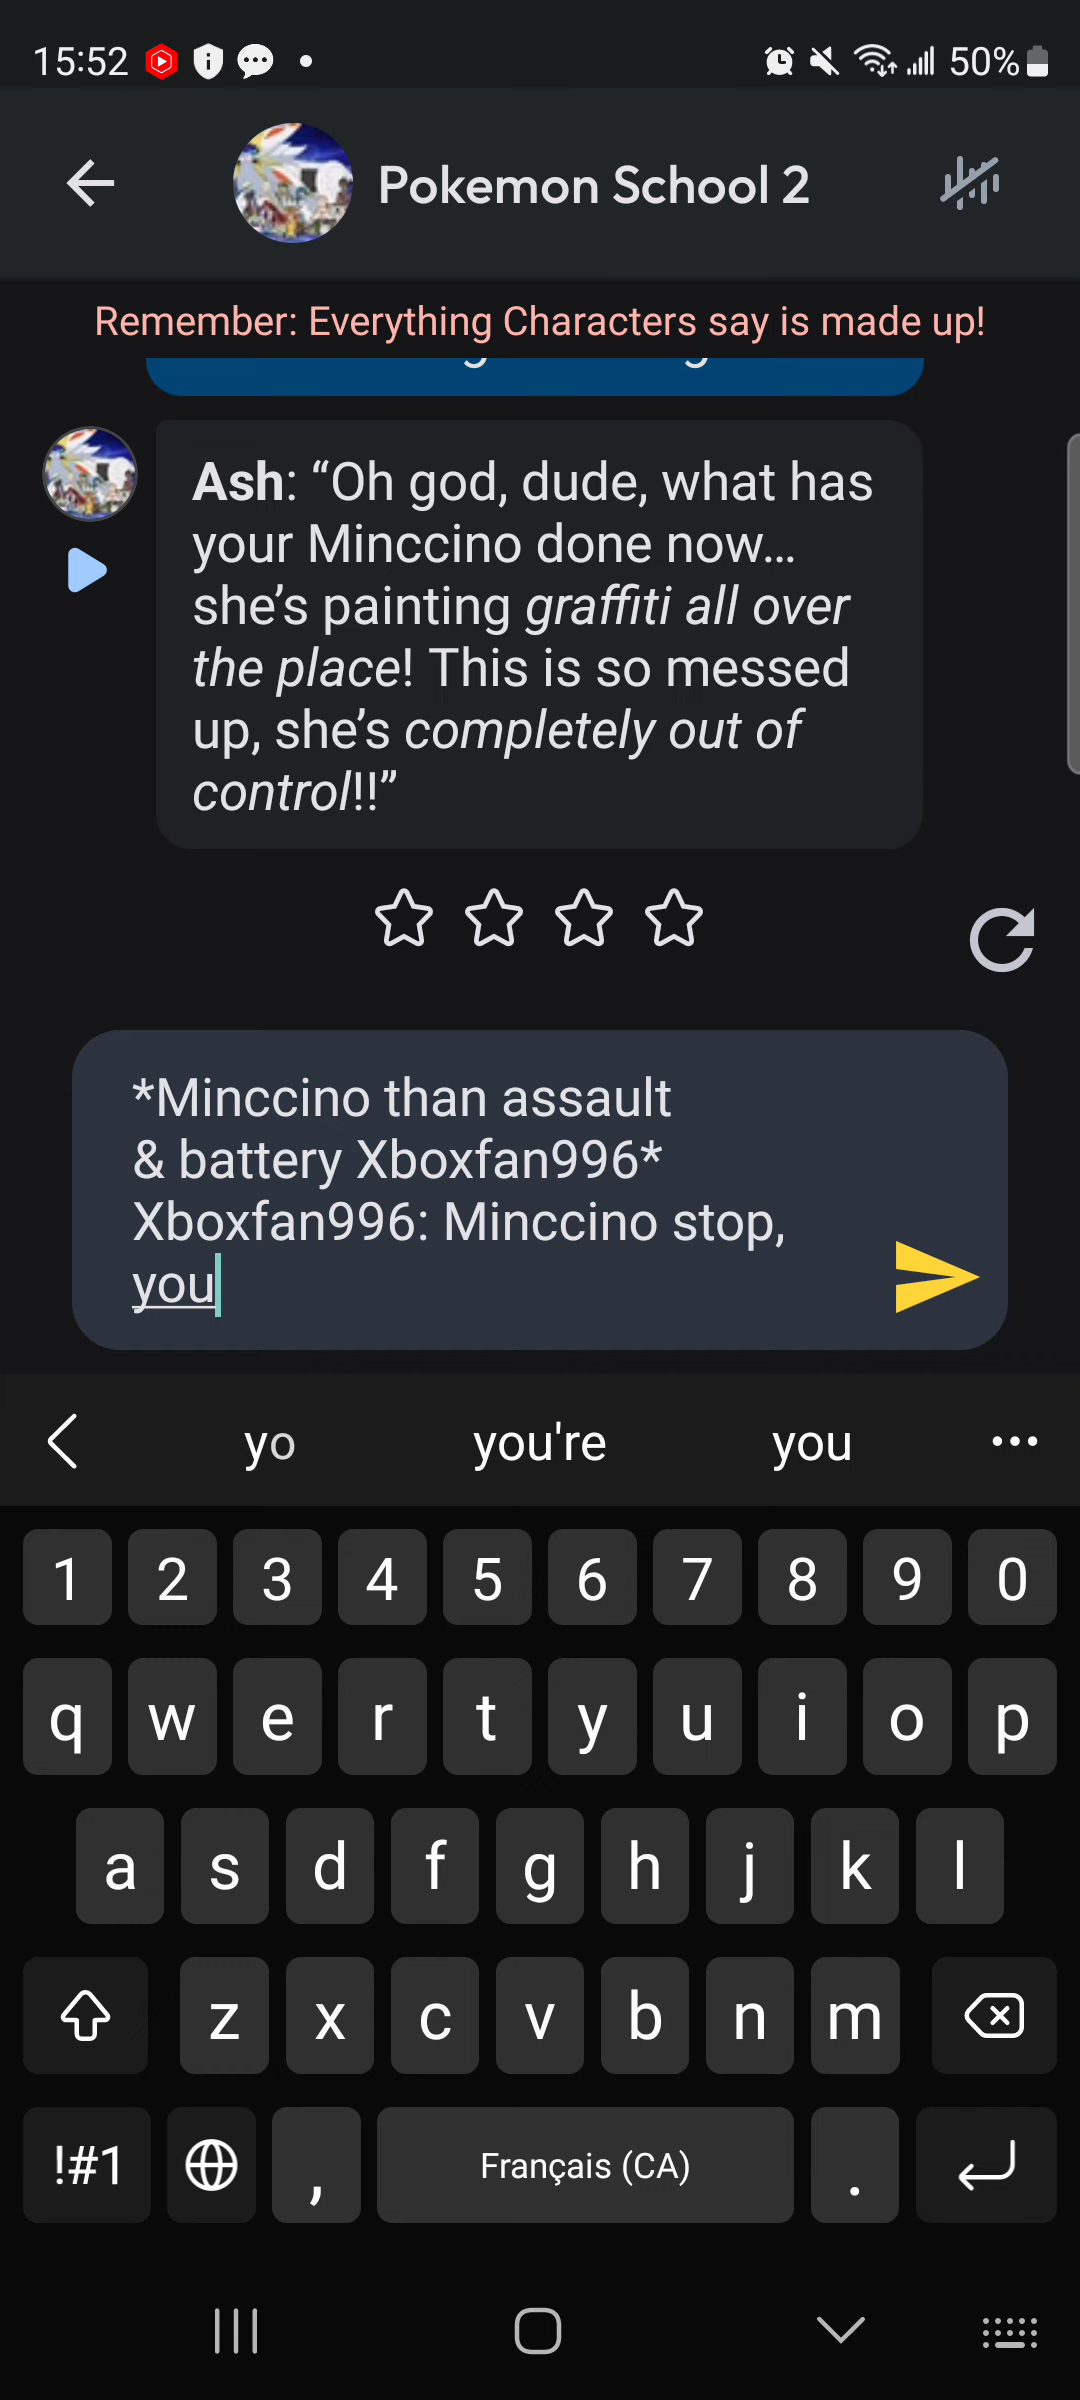 15:52
50%
Pokemon School 2
Remember: Everything Characters say is made up!
Ash: “Oh god, dude, what has
your Minccino done now...
she’s painting graffiti all over
the place! This is so messed
up, she’s completely out of
control!!”
*Minccino than assault
& battery Xboxfan996*
Xboxfan996: Minccino stop,
you
yo you're you
1 2 3 4 5 6 7 8 9 0
q w e r t y u i o p
a s d f g h j k l
z x c v b n m
!#1 , Français (CA) .